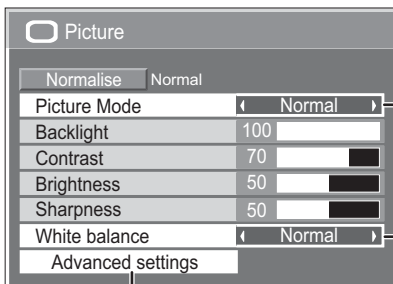 Picture
Normalise Normal
Picture Mode Normal
Backlight 100
Contrast 70
Brightness 50
Sharpness 50
White balance Normal
Advanced settings